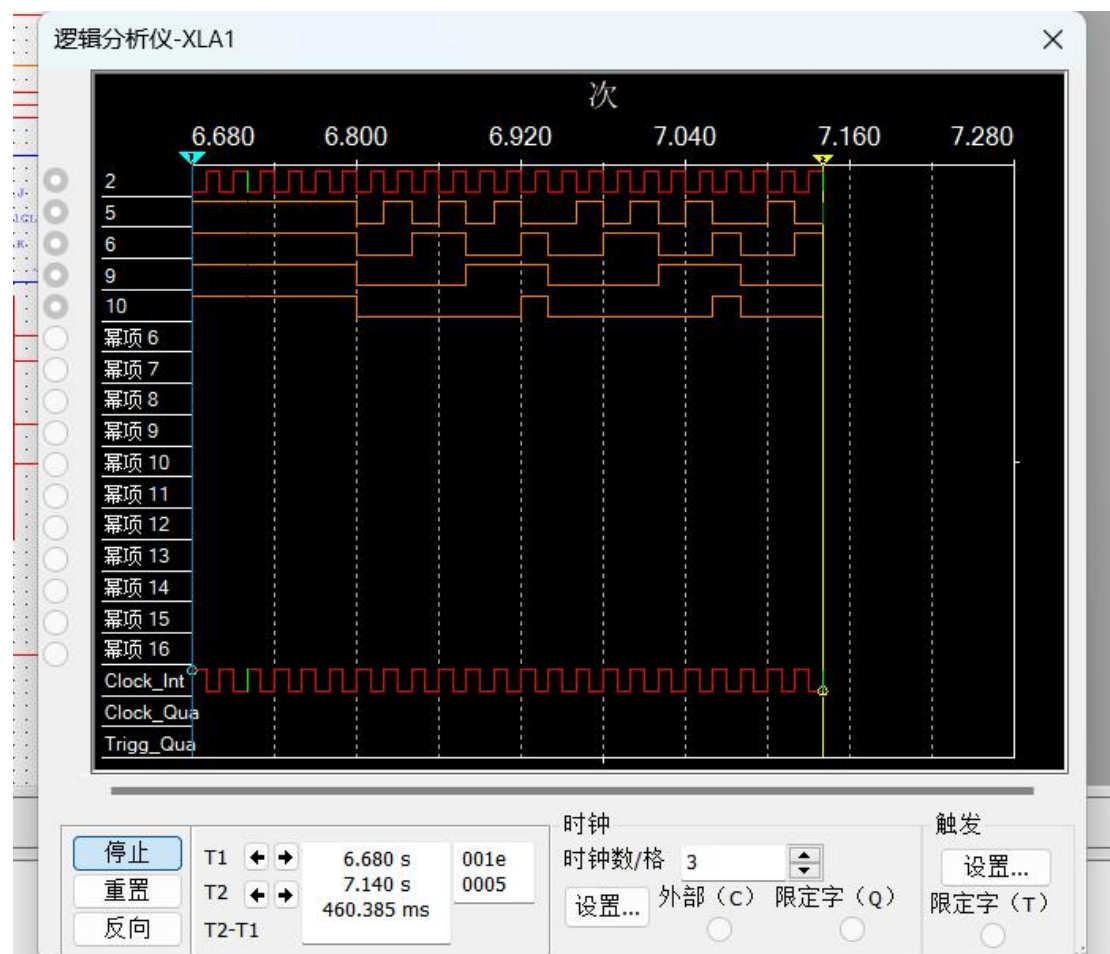 逻辑分析仪-XLA1
次
6.680 6.800 6.920 7.040 7.160 7.280
2
5
6
9
10
幂项 6
幂项 7
幂项 8
幂项 9
幂项 10
幂项 11
幂项 12
幂项 13
幂项 14
幂项 15
幂项 16
Clock_Int
Clock_Qua
Trigg_Qua
停止
重置
反向
T1 6.680 s 001e
T2 7.140 s 0005
T2-T1 460.385 ms
时钟
时钟数/格 3
设置... 外部（C） 限定字（Q）
触发
设置...
限定字（T）